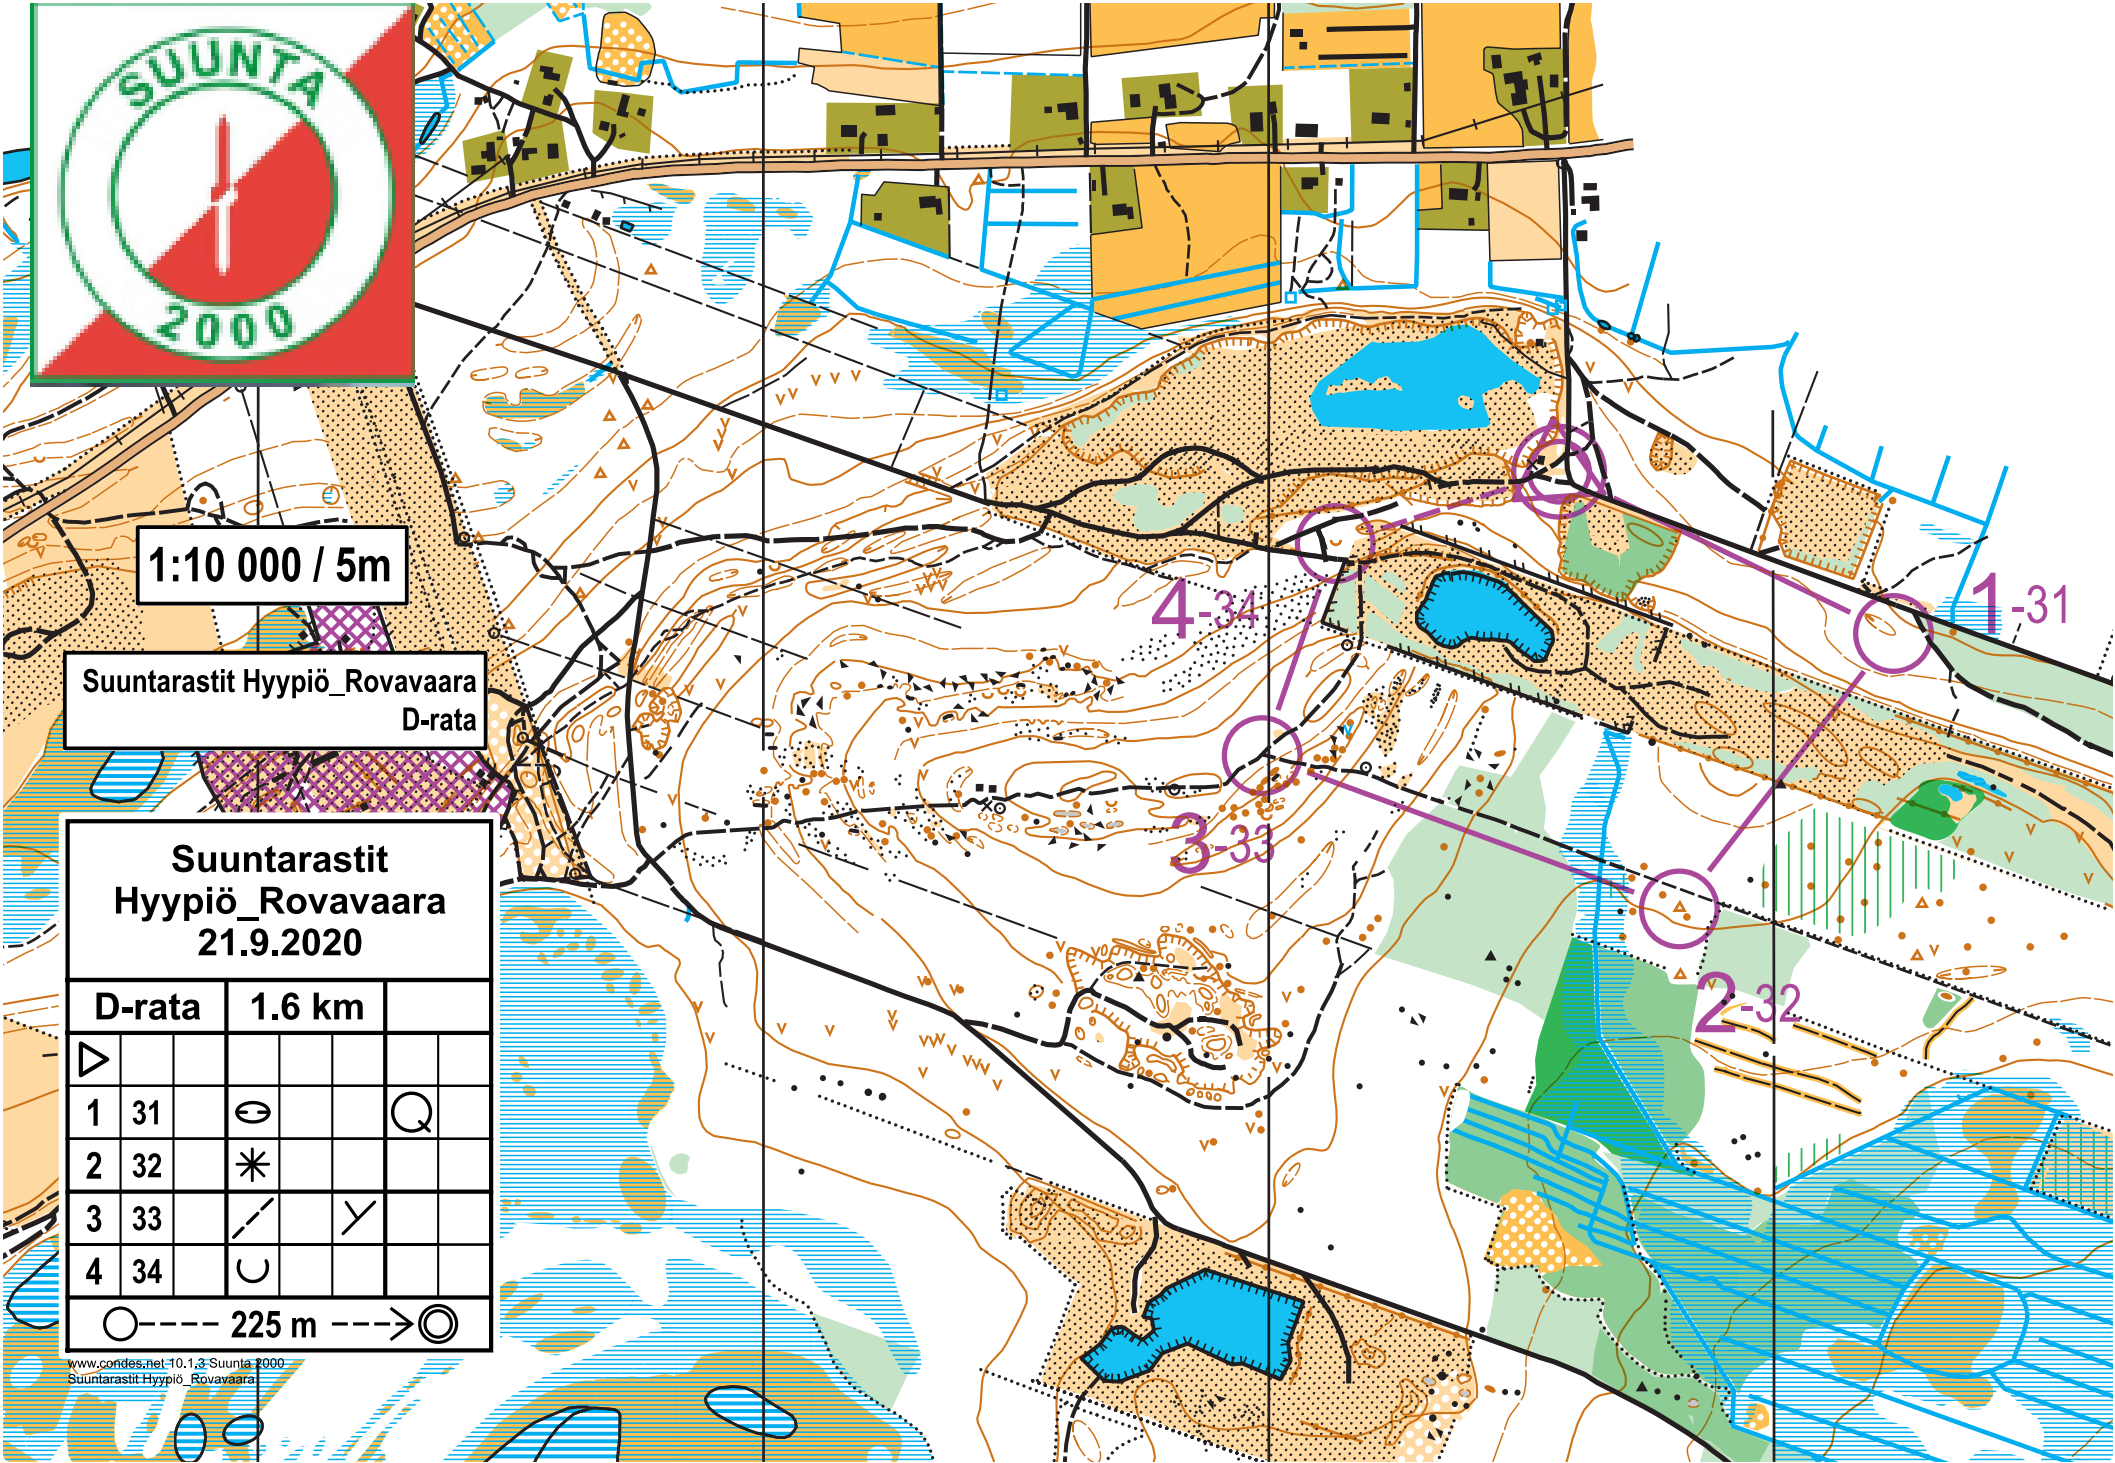 SUUNTA
2000
1:10 000 / 5m
Suuntarastit Hyypiö_Rovavaara
D-rata
Suuntarastit
Hyypiö_Rovavaara
21.9.2020
D-rata 1.6 km
1 31
2 32
3 33
4 34
225 m
www.condes.net 10.1.3 Suunta 2000
Suuntarastit Hyypiö_Rovavaara
4-34
1-31
3-33
2-32